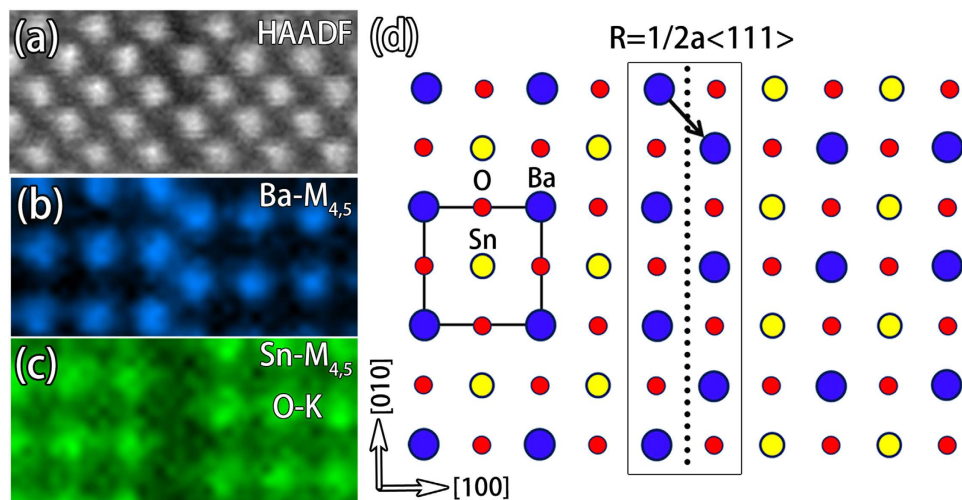 (a)
HAADF
(b)
Ba-M4,5
(c)
Sn-M4,5
O-K
(d)
R=1/2a<111>
O
Ba
Sn
[010]
[100]